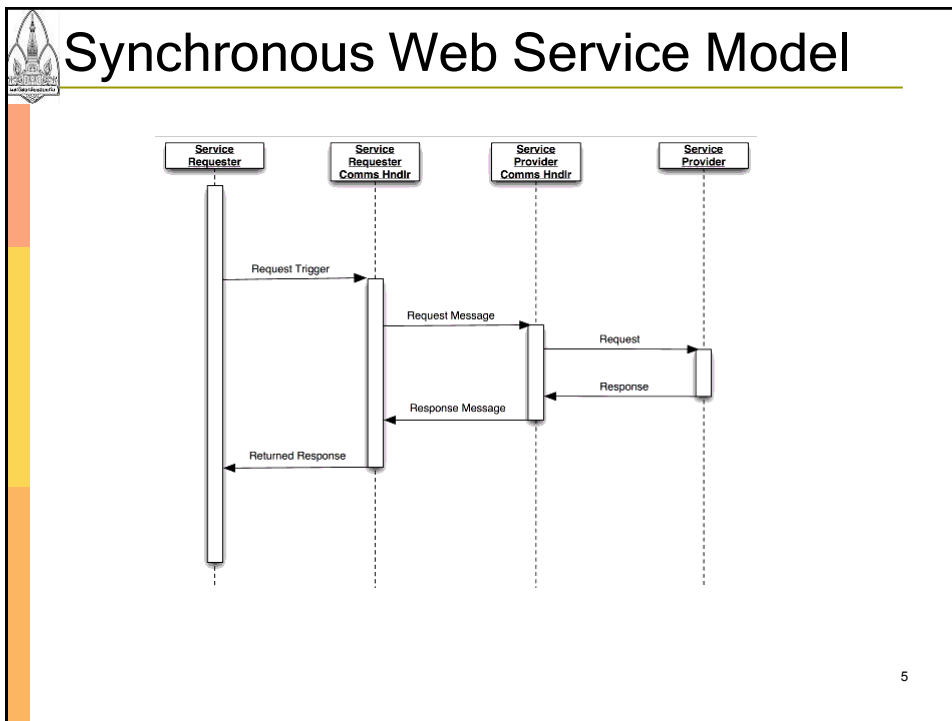 Synchronous Web Service Model
Service
Requester
Service
Requester
Comms Hndlr
Service
Provider
Comms Hndlr
Service
Provider
Request Trigger
Request Message
Request
Response
Response Message
Returned Response
5